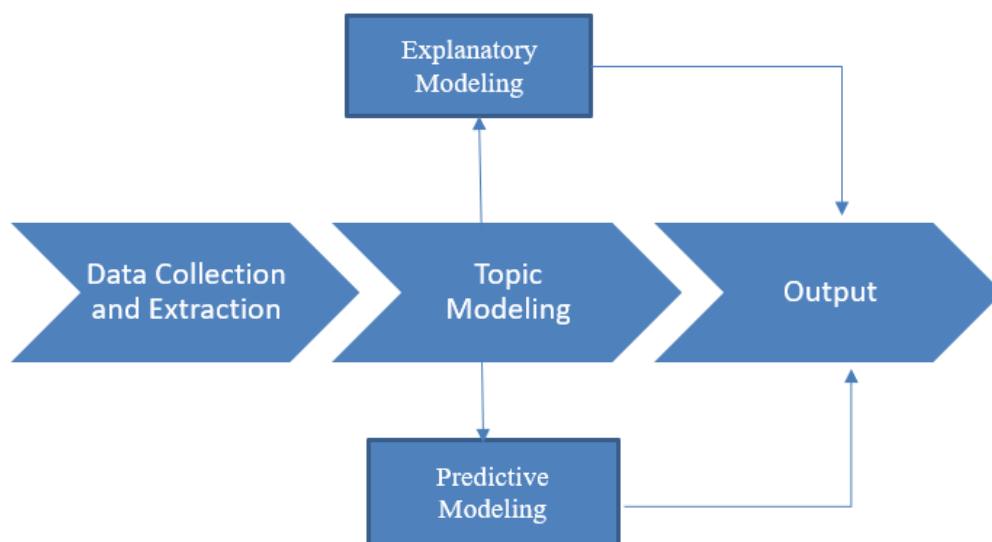 Explanatory
Modeling
Data Collection
and Extraction
Topic
Modeling
Output
Predictive
Modeling